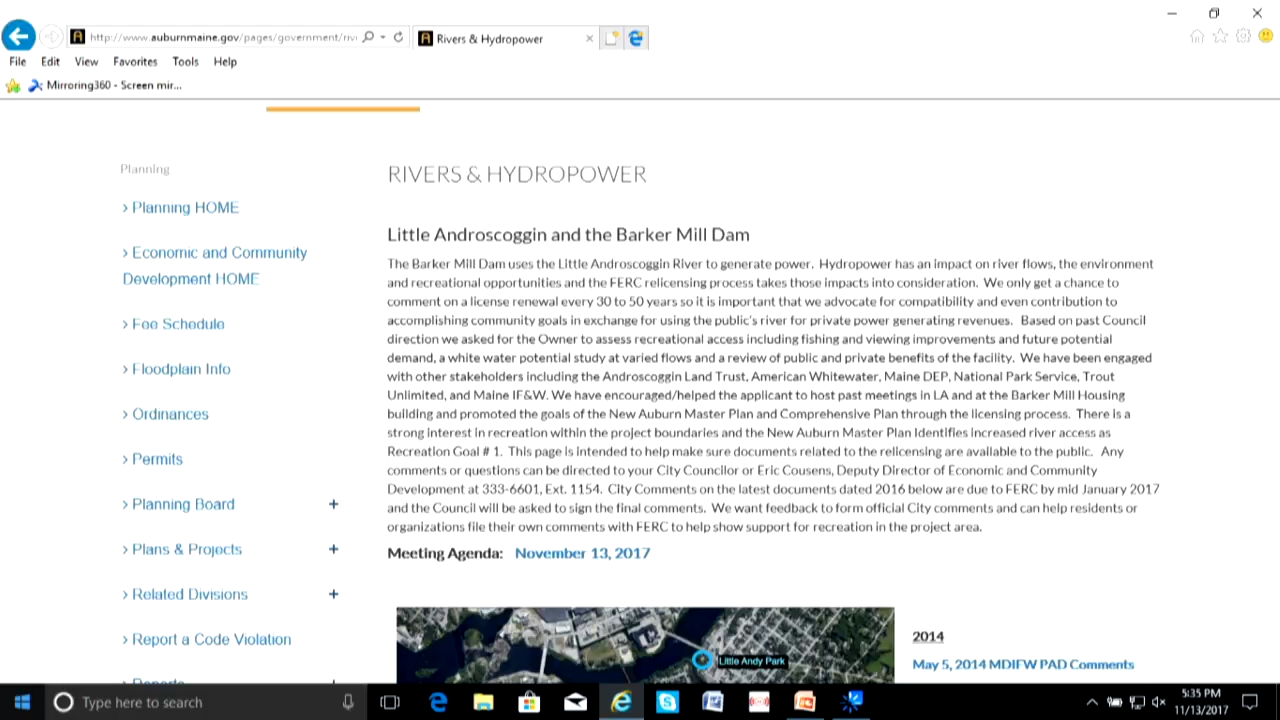 http://www.auburnmaine.gov/pages/government/rive
Rivers & Hydropower
File Edit View Favorites Tools Help
Mirroring360 - Screen mir...
Planning
› Planning HOME
› Economic and Community
Development HOME
› Fee Schedule
› Floodplain Info
› Ordinances
› Permits
› Planning Board +
› Plans & Projects +
› Related Divisions +
› Report a Code Violation
› Reports
RIVERS & HYDROPOWER
Little Androscoggin and the Barker Mill Dam
The Barker Mill Dam uses the Little Androscoggin River to generate power. Hydropower has an impact on river flows, the environment
and recreational opportunities and the FERC relicensing process takes those impacts into consideration. We only get a chance to
comment on a license renewal every 30 to 50 years so it is important that we advocate for compatibility and even contribution to
accomplishing community goals in exchange for using the public's river for private power generating revenues. Based on past Council
direction we asked for the Owner to assess recreational access including fishing and viewing improvements and future potential
demand, a white water potential study at varied flows and a review of public and private benefits of the facility. We have been engaged
with other stakeholders including the Androscoggin Land Trust, American Whitewater, Maine DEP, National Park Service, Trout
Unlimited, and Maine IF&W. We have encouraged/helped the applicant to host past meetings in LA and at the Barker Mill Housing
building and promoted the goals of the New Auburn Master Plan and Comprehensive Plan through the licensing process. There is a
strong interest in recreation within the project boundaries and the New Auburn Master Plan Identifies increased river access as
Recreation Goal # 1. This page is intended to help make sure documents related to the relicensing are available to the public. Any
comments or questions can be directed to your City Councilor or Eric Cousens, Deputy Director of Economic and Community
Development at 333-6601, Ext. 1154. City Comments on the latest documents dated 2016 below are due to FERC by mid January 2017
and the Council will be asked to sign the final comments. We want feedback to form official City comments and can help residents or
organizations file their own comments with FERC to help show support for recreation in the project area.
Meeting Agenda: November 13, 2017
Little Andy Park
2014
May 5, 2014 MDIFW PAD Comments
Type here to search
5:35 PM
11/13/2017